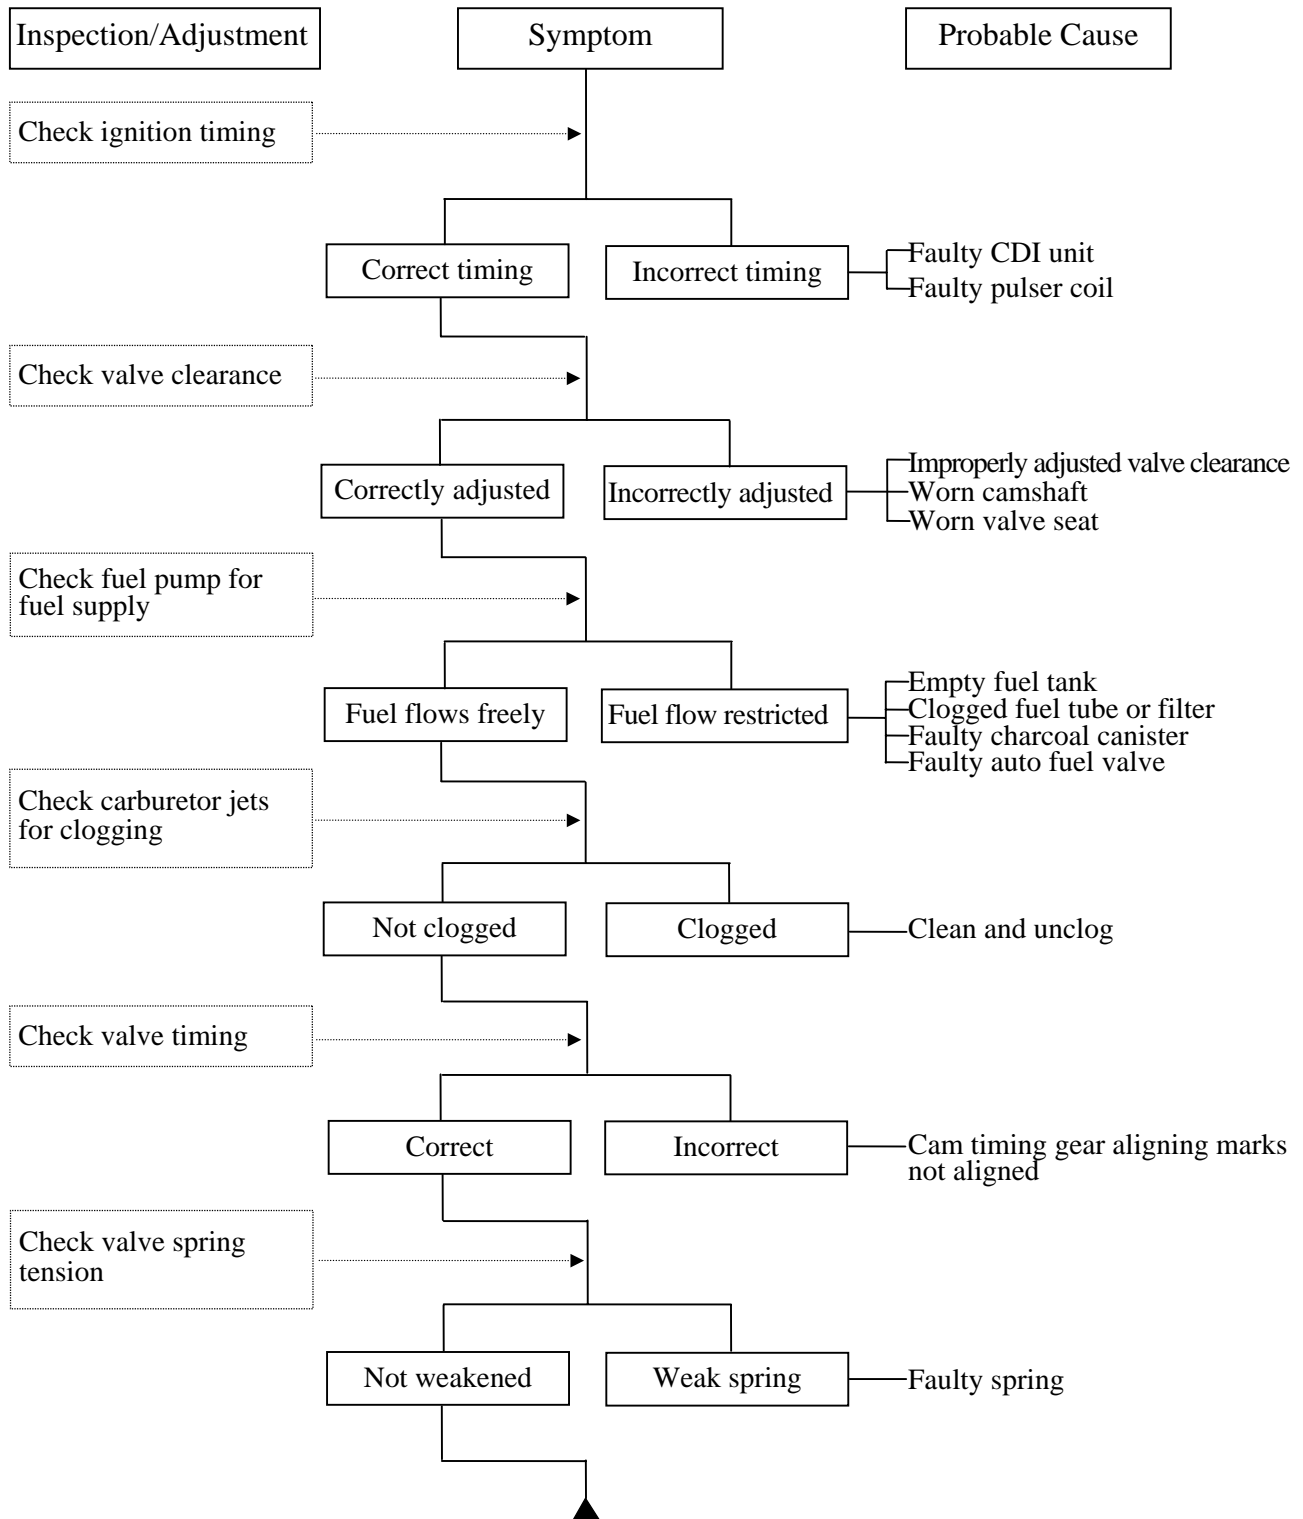 Inspection/Adjustment
Symptom
Probable Cause
Check ignition timing
Correct timing
Incorrect timing
Faulty CDI unit
Faulty pulser coil
Check valve clearance
Correctly adjusted
Incorrectly adjusted
Improperly adjusted valve clearance
Worn camshaft
Worn valve seat
Check fuel pump for
fuel supply
Fuel flows freely
Fuel flow restricted
Empty fuel tank
Clogged fuel tube or filter
Faulty charcoal canister
Faulty auto fuel valve
Check carburetor jets
for clogging
Not clogged
Clogged
Clean and unclog
Check valve timing
Correct
Incorrect
Cam timing gear aligning marks
not aligned
Check valve spring
tension
Not weakened
Weak spring
Faulty spring